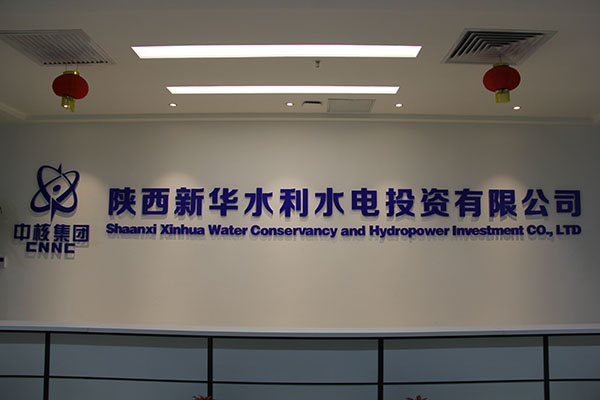 中核集团
CNNC
陕西新华水利水电投资有限公司
Shaanxi Xinhua Water Conservancy and Hydropower Investment CO., LTD